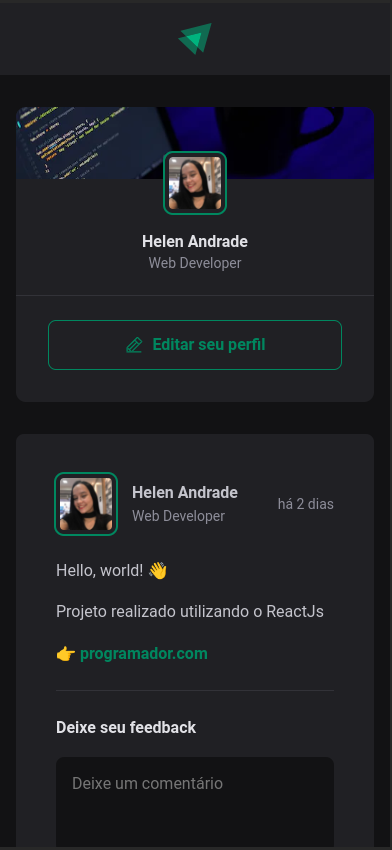 Helen Andrade
Web Developer
Editar seu perfil
Helen Andrade
Web Developer
há 2 dias
Hello, world! 👋
Projeto realizado utilizando o ReactJs
👉 programador.com
Deixe seu feedback
Deixe um comentário